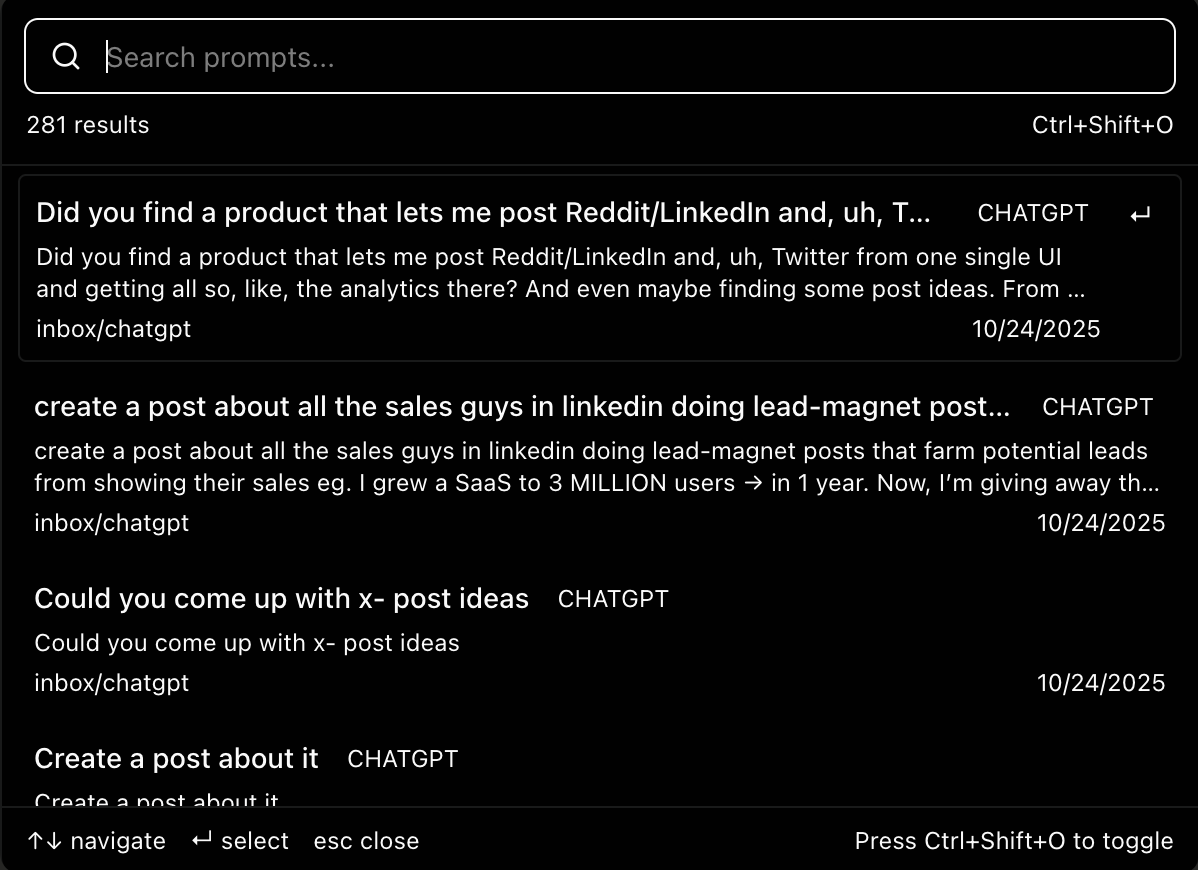 Search prompts...
281 results Ctrl+Shift+O
Did you find a product that lets me post Reddit/LinkedIn and, uh, T... CHATGPT ↵
Did you find a product that lets me post Reddit/LinkedIn and, uh, Twitter from one single UI
and getting all so, like, the analytics there? And even maybe finding some post ideas. From ...
inbox/chatgpt 10/24/2025
create a post about all the sales guys in linkedin doing lead-magnet post... CHATGPT
create a post about all the sales guys in linkedin doing lead-magnet posts that farm potential leads
from showing their sales eg. I grew a SaaS to 3 MILLION users → in 1 year. Now, I’m giving away th...
inbox/chatgpt 10/24/2025
Could you come up with x- post ideas CHATGPT
Could you come up with x- post ideas
inbox/chatgpt 10/24/2025
Create a post about it CHATGPT
Create a post about it
↑↓ navigate ↵ select esc close Press Ctrl+Shift+O to toggle